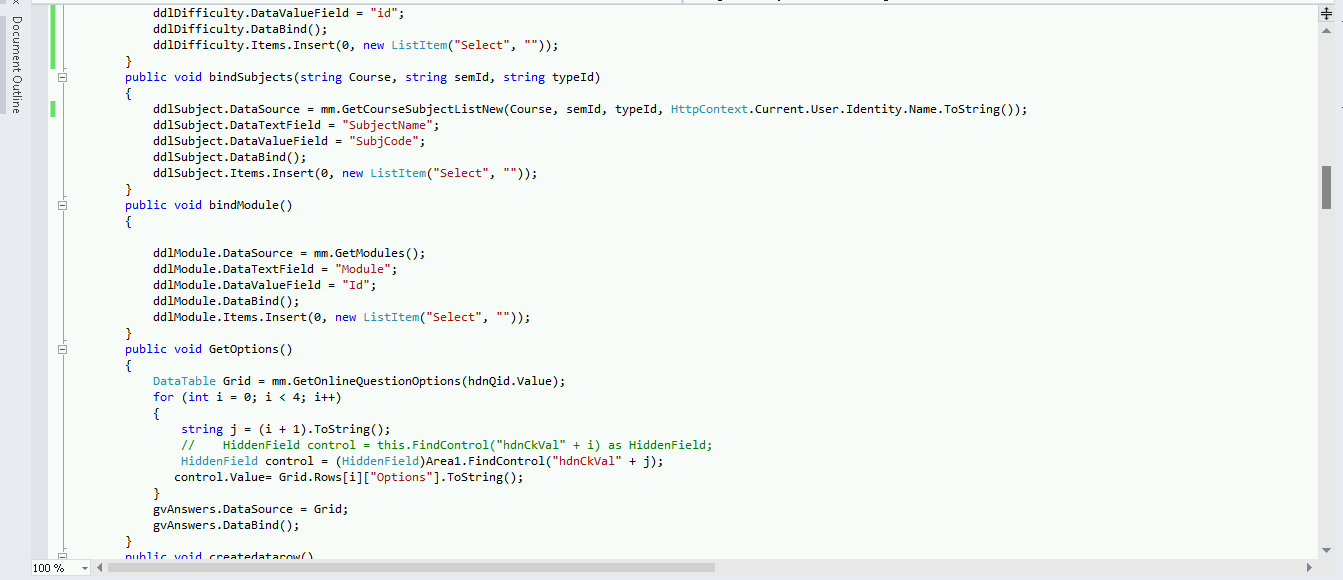 Document Outline
ddlDifficulty.DataValueField = "id";
ddlDifficulty.DataBind();
ddlDifficulty.Items.Insert(0, new ListItem("Select", ""));
}
public void bindSubjects(string Course, string semId, string typeId)
{
ddlSubject.DataSource = mm.GetCourseSubjectListNew(Course, semId, typeId, HttpContext.Current.User.Identity.Name.ToString());
ddlSubject.DataTextField = "SubjectName";
ddlSubject.DataValueField = "SubjCode";
ddlSubject.DataBind();
ddlSubject.Items.Insert(0, new ListItem("Select", ""));
}
public void bindModule()
{
ddlModule.DataSource = mm.GetModules();
ddlModule.DataTextField = "Module";
ddlModule.DataValueField = "Id";
ddlModule.DataBind();
ddlModule.Items.Insert(0, new ListItem("Select", ""));
}
public void GetOptions()
{
DataTable Grid = mm.GetOnlineQuestionOptions(hdnQid.Value);
for (int i = 0; i < 4; i++)
{
string j = (i + 1).ToString();
//    HiddenField control = this.FindControl("hdnCkVal" + i) as HiddenField;
HiddenField control = (HiddenField)Area1.FindControl("hdnCkVal" + j);
control.Value= Grid.Rows[i]["Options"].ToString();
}
gvAnswers.DataSource = Grid;
gvAnswers.DataBind();
}
public void createdatarow()
100 %